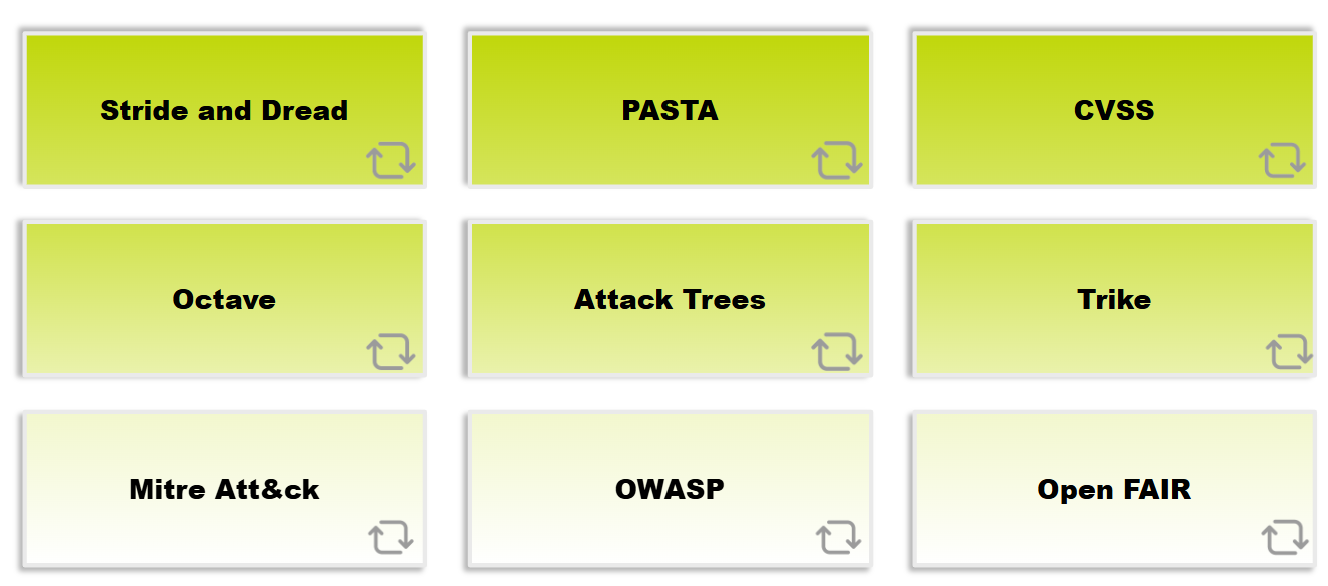 Stride and Dread
PASTA
CVSS
Octave
Attack Trees
Trike
Mitre Att&ck
OWASP
Open FAIR